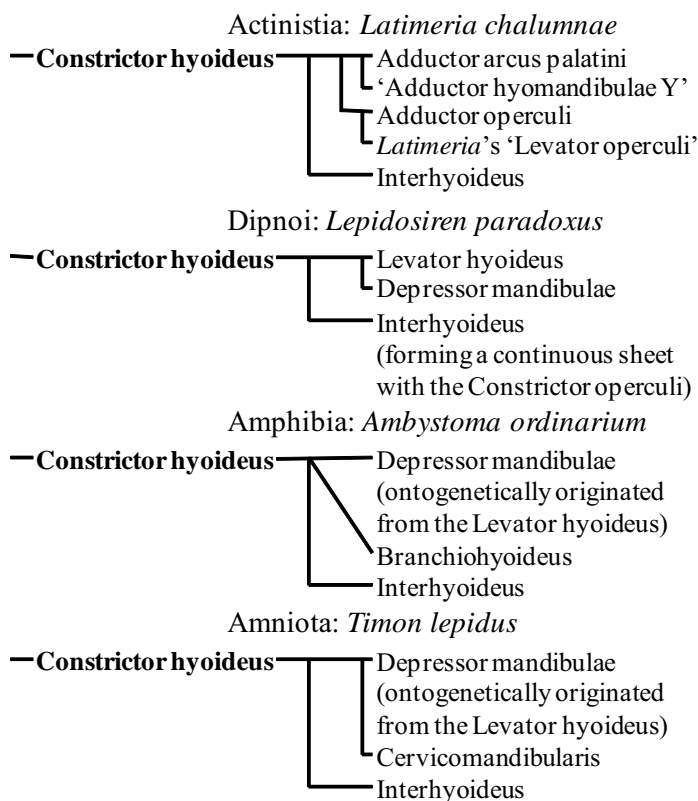 Actinistia: Latimeria chalumnae
Constrictor hyoideus
Adductor arcus palatini
‘Adductor hyomandibulae Y’
Adductor operculi
Latimeria’s ‘Levator operculi’
Interhyoideus
Dipnoi: Lepidosiren paradoxus
Constrictor hyoideus
Levator hyoideus
Depressor mandibulae
Interhyoideus
(forming a continuous sheet
with the Constrictor operculi)
Amphibia: Ambystoma ordinarium
Constrictor hyoideus
Depressor mandibulae
(ontogenetically originated
from the Levator hyoideus)
Branchiohyoideus
Interhyoideus
Amniota: Timon lepidus
Constrictor hyoideus
Depressor mandibulae
(ontogenetically originated
from the Levator hyoideus)
Cervicomandibularis
Interhyoideus